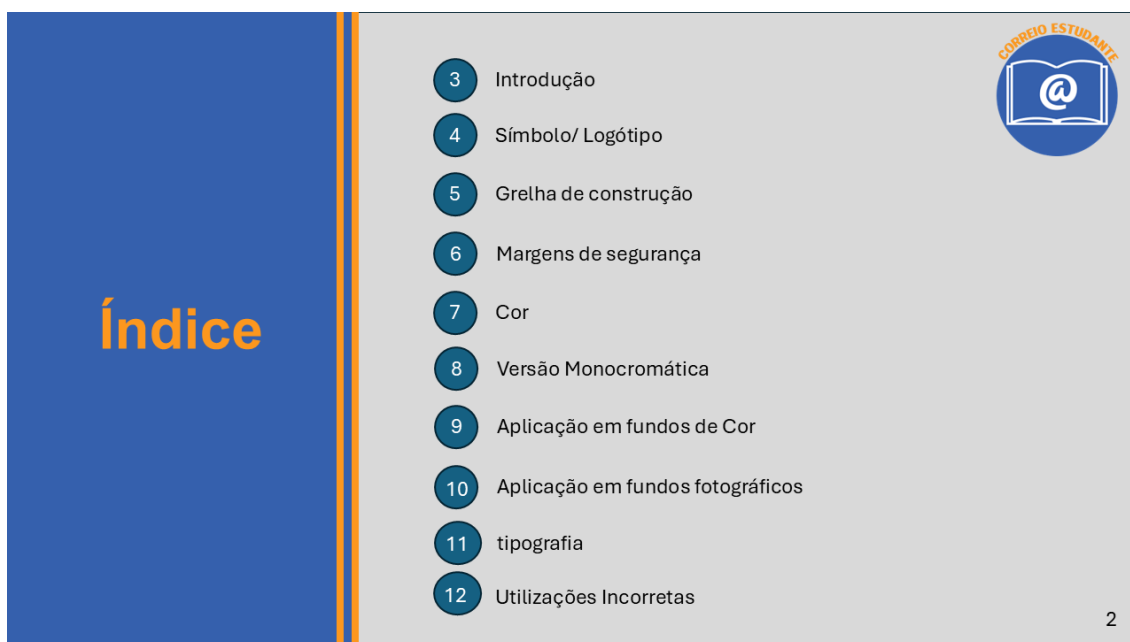 CORREIO ESTUDANTE
@
Índice
3 Introdução
4 Símbolo/ Logótipo
5 Grelha de construção
6 Margens de segurança
7 Cor
8 Versão Monocromática
9 Aplicação em fundos de Cor
10 Aplicação em fundos fotográficos
11 tipografia
12 Utilizações Incorretas
2